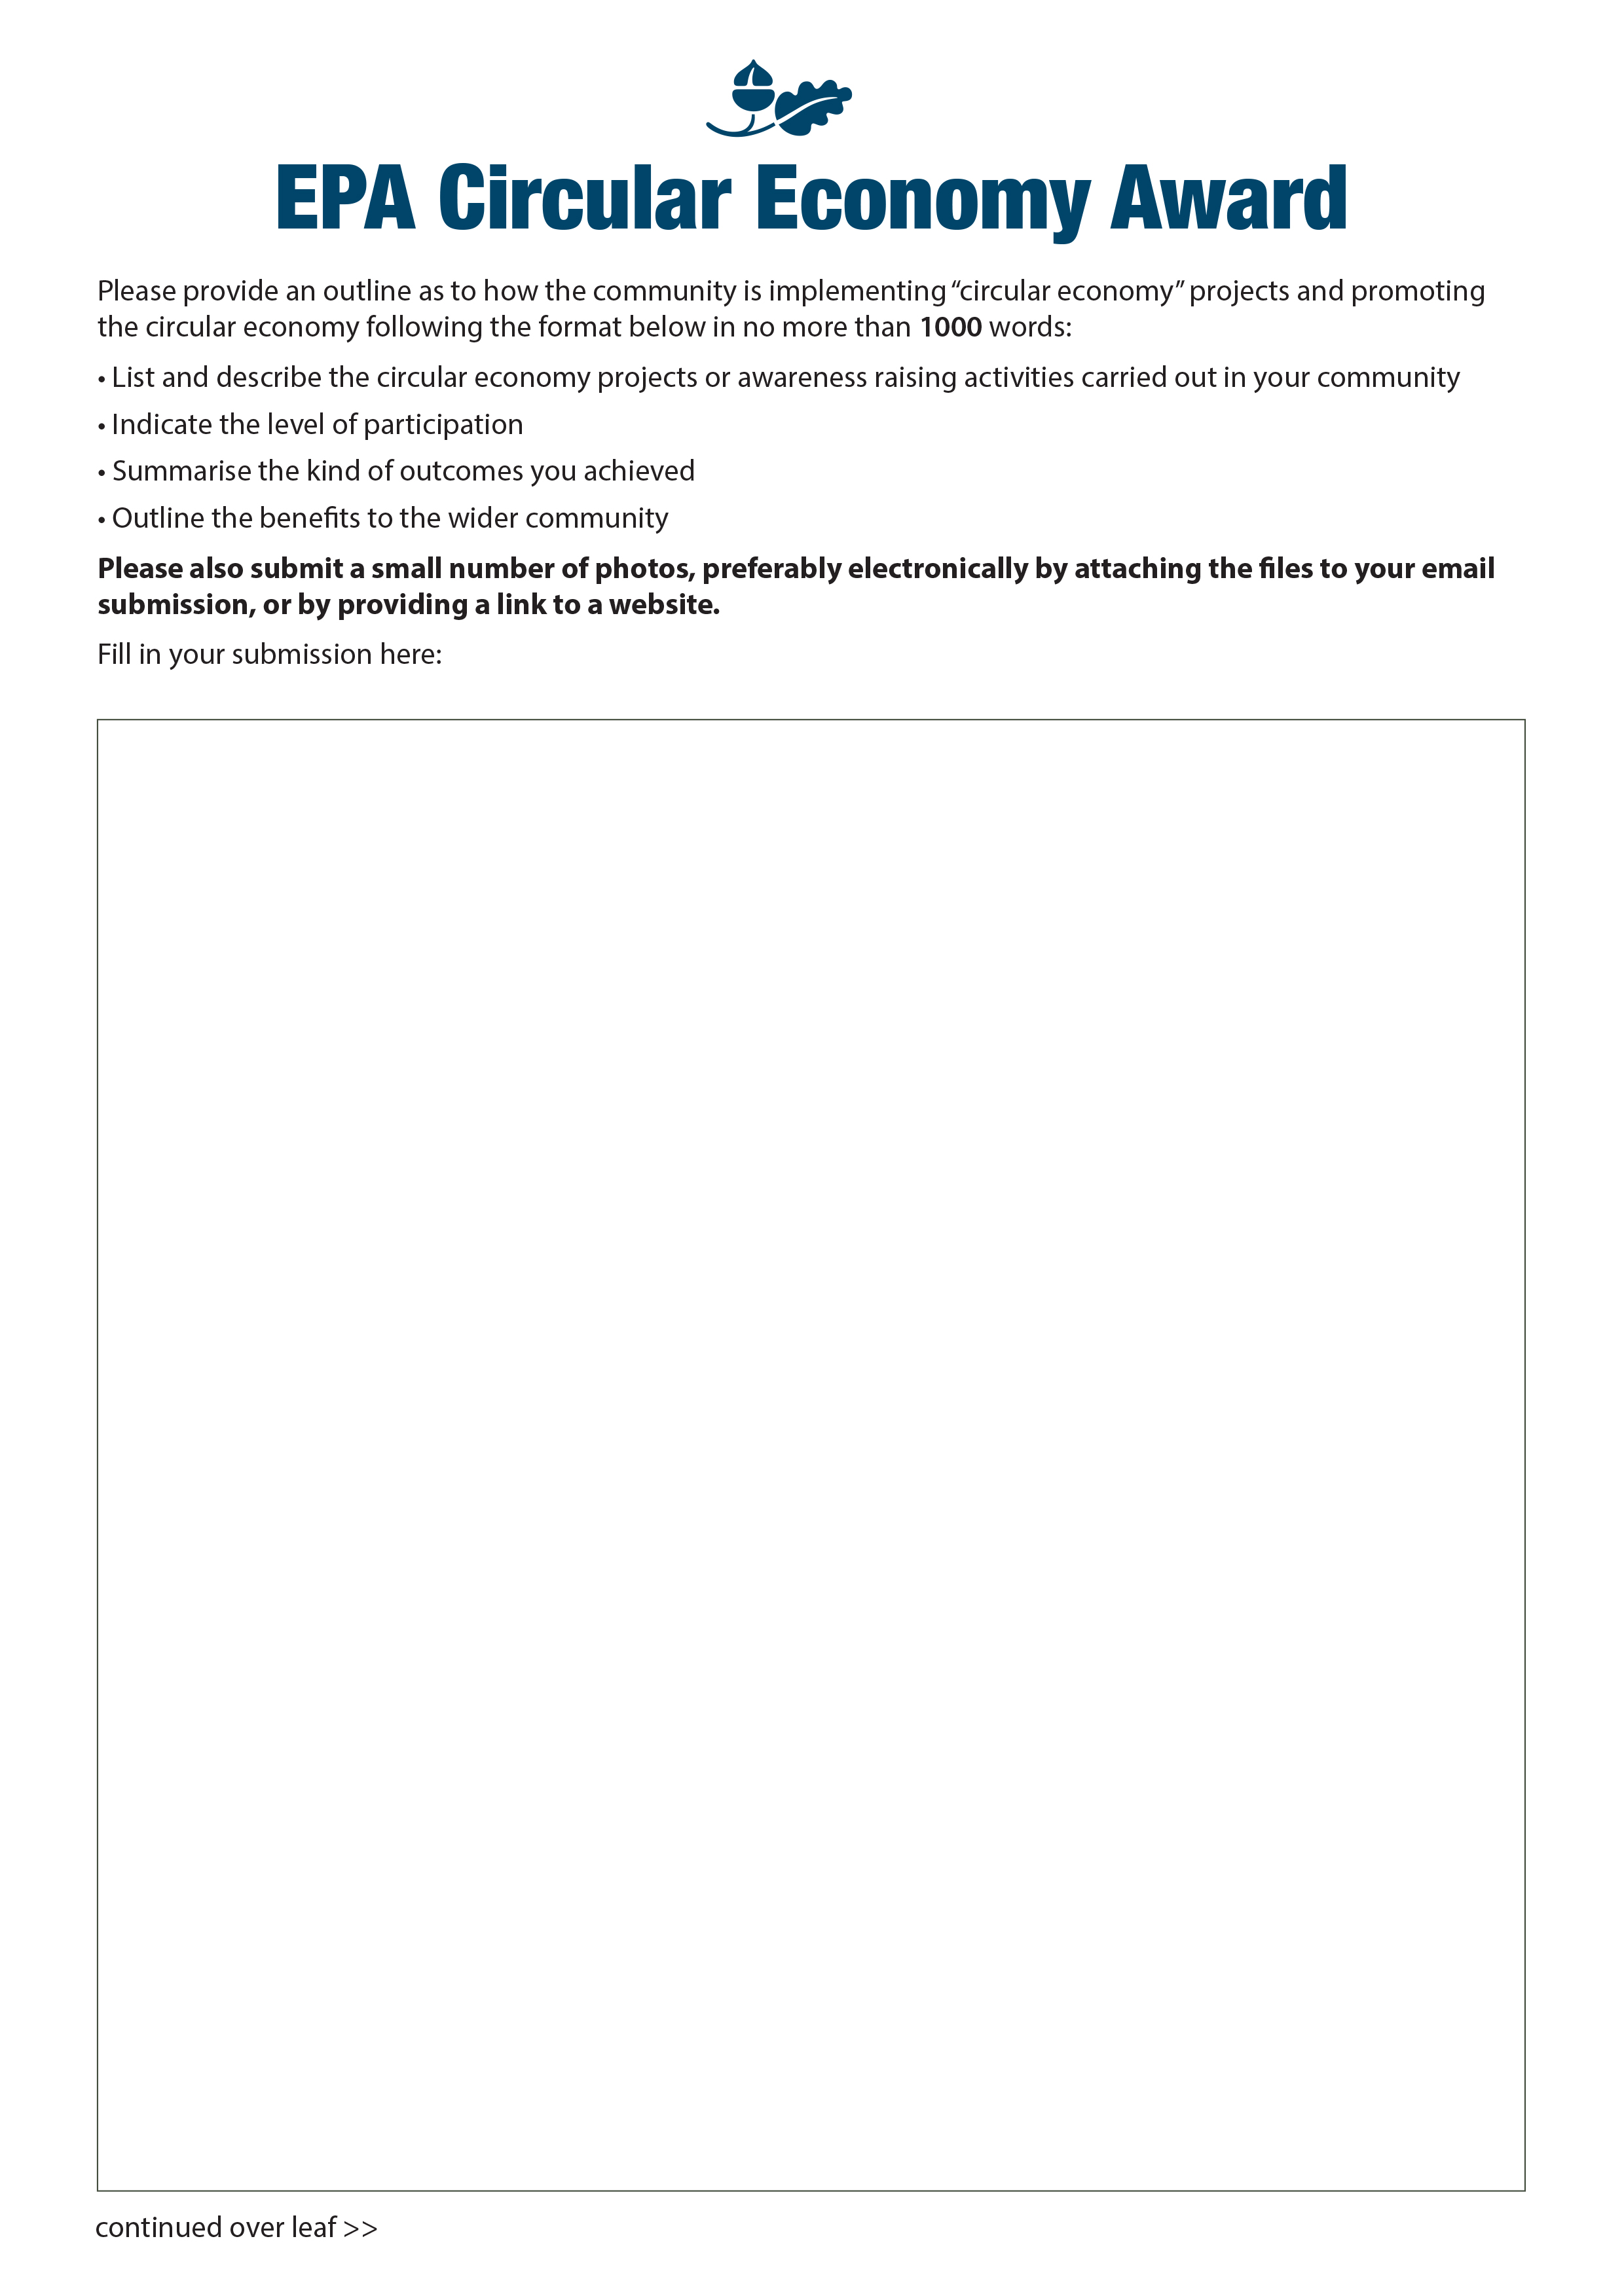 EPA Circular Economy Award
Please provide an outline as to how the community is implementing “circular economy” projects and promoting
the circular economy following the format below in no more than 1000 words:
• List and describe the circular economy projects or awareness raising activities carried out in your community
• Indicate the level of participation
• Summarise the kind of outcomes you achieved
• Outline the benefits to the wider community
Please also submit a small number of photos, preferably electronically by attaching the files to your email
submission, or by providing a link to a website.
Fill in your submission here:
continued over leaf >>